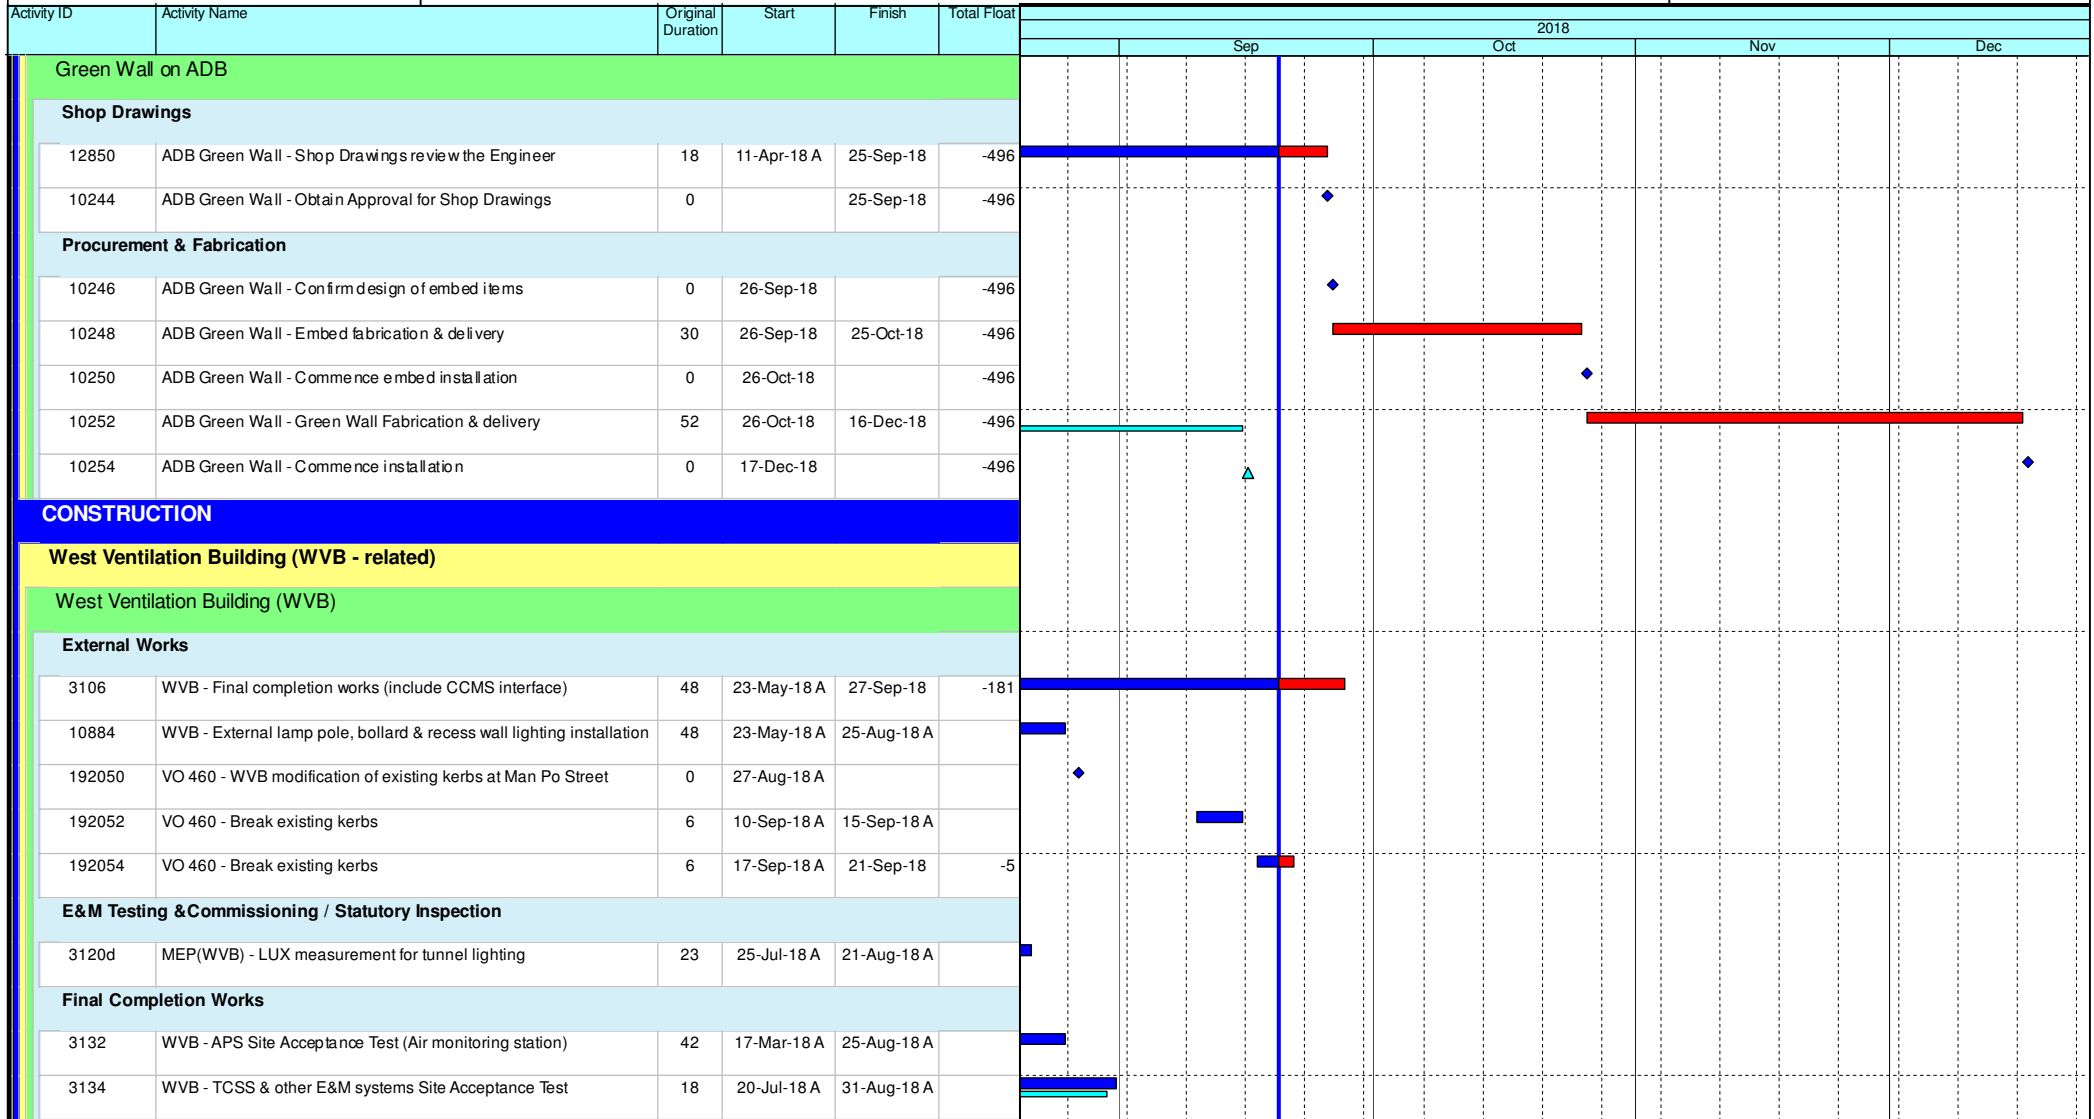 Activity ID Activity Name Original Duration Start Finish Total Float
2018
Sep Oct Nov Dec
Green Wall on ADB
Shop Drawings
12850 ADB Green Wall - Shop Drawings review the Engineer 18 11-Apr-18 A 25-Sep-18 -496
10244 ADB Green Wall - Obtain Approval for Shop Drawings 0 25-Sep-18 -496
Procurement & Fabrication
10246 ADB Green Wall - Confirm design of embed items 0 26-Sep-18 -496
10248 ADB Green Wall - Embed fabrication & delivery 30 26-Sep-18 25-Oct-18 -496
10250 ADB Green Wall - Commence embed installation 0 26-Oct-18 -496
10252 ADB Green Wall - Green Wall Fabrication & delivery 52 26-Oct-18 16-Dec-18 -496
10254 ADB Green Wall - Commence installation 0 17-Dec-18 -496
CONSTRUCTION
West Ventilation Building (WVB - related)
West Ventilation Building (WVB)
External Works
3106 WVB - Final completion works (include CCMS interface) 48 23-May-18 A 27-Sep-18 -181
10884 WVB - External lamp pole, bollard & recess wall lighting installation 48 23-May-18 A 25-Aug-18 A
192050 VO 460 - WVB modification of existing kerbs at Man Po Street 0 27-Aug-18 A
192052 VO 460 - Break existing kerbs 6 10-Sep-18 A 15-Sep-18 A
192054 VO 460 - Break existing kerbs 6 17-Sep-18 A 21-Sep-18 -5
E&M Testing &Commissioning / Statutory Inspection
3120d MEP(WVB) - LUX measurement for tunnel lighting 23 25-Jul-18 A 21-Aug-18 A
Final Completion Works
3132 WVB - APS Site Acceptance Test (Air monitoring station) 42 17-Mar-18 A 25-Aug-18 A
3134 WVB - TCSS & other E&M systems Site Acceptance Test 18 20-Jul-18 A 31-Aug-18 A